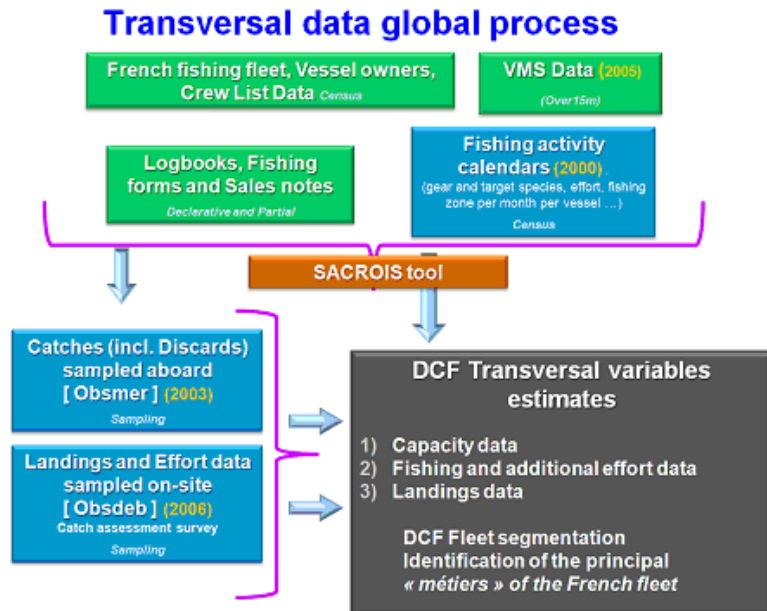 Transversal data global process
French fishing fleet, Vessel owners,
Crew List Data Census
VMS Data (2005)
(Over15m)
Logbooks, Fishing
forms and Sales notes
Declarative and Partial
Fishing activity
calendars (2000).
(gear and target species, effort, fishing
zone per month per vessel ...)
Census
SACROIS tool
Catches (incl. Discards)
sampled aboard
[ Obsmer ] (2003)
Sampling
Landings and Effort data
sampled on-site
[ Obsdeb ] (2006)
Catch assessment survey
Sampling
DCF Transversal variables
estimates
1) Capacity data
2) Fishing and additional effort data
3) Landings data
DCF Fleet segmentation
Identification of the principal
« métiers » of the French fleet